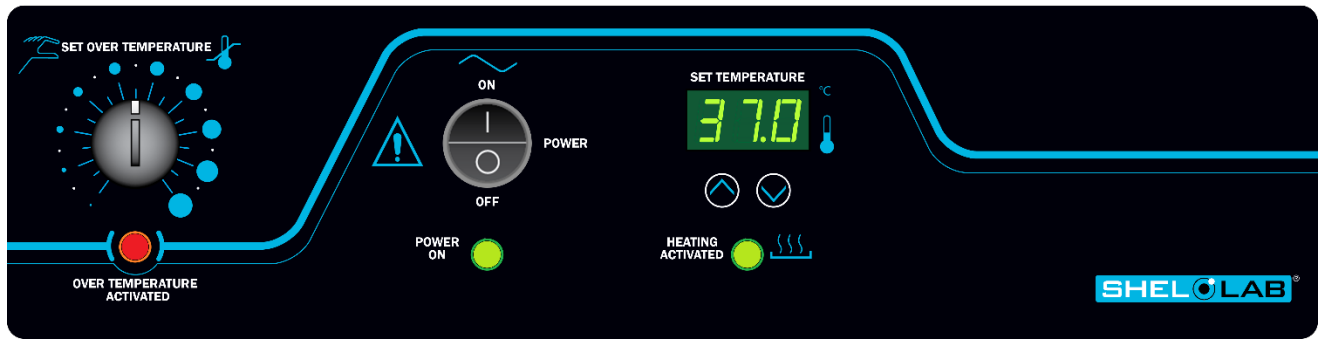 SET OVER TEMPERATURE
OVER TEMPERATURE
ACTIVATED
ON
POWER
OFF
POWER
ON
SET TEMPERATURE
°C
37.0
HEATING
ACTIVATED
SHEL LAB®